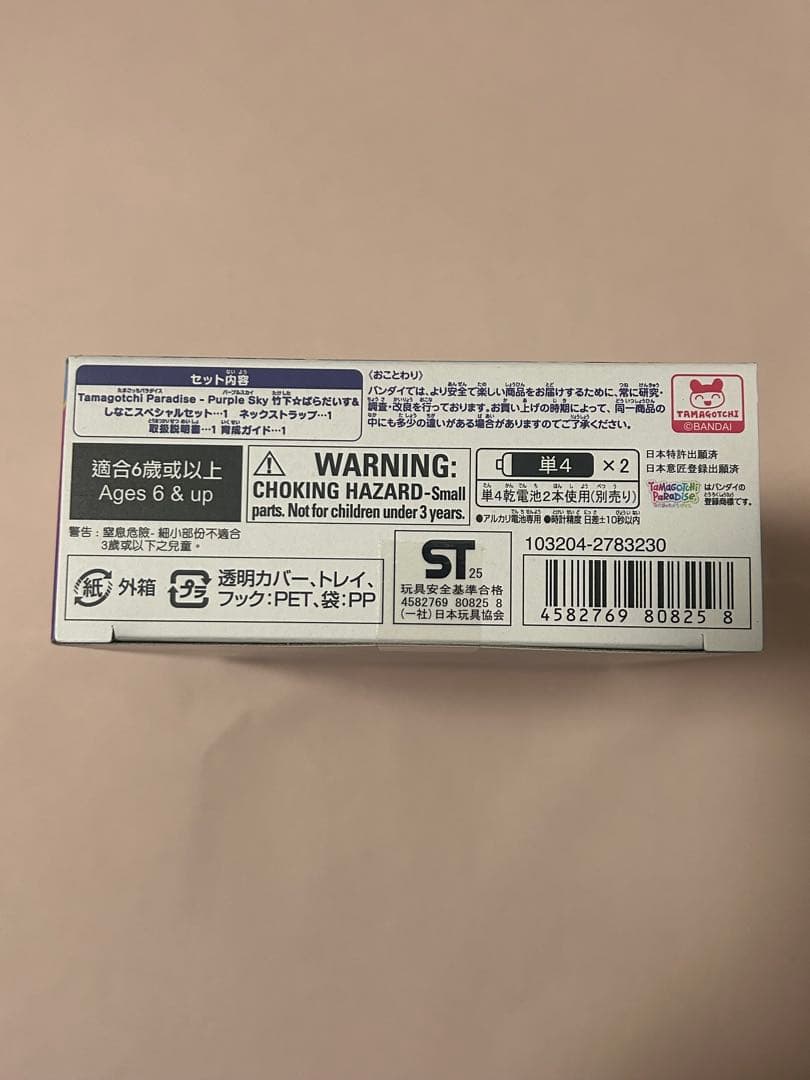 セット内容
Tamagotchi Paradise - Purple Sky 竹下☆ぱらだいす&
しなこスペシャルセット…1 ネックストラップ…1
取扱説明書…1 育成ガイド…1
〈おことわり〉
バンダイでは、より安全で楽しい商品をお届けするために、常に研究・
調査・改良を行っております。お買い上げの時期によって、同一商品の
中にも多少の違いがある場合がありますのでご了承ください。
TAMAGOTCHI
©BANDAI
適合6歲或以上
Ages 6 & up
WARNING:
CHOKING HAZARD-Small
parts. Not for children under 3 years.
単4 ×2
単4乾電池2本使用(別売り)
●アルカリ電池専用 ●時計精度 日差±10秒以内
日本特許出願済
日本意匠登録出願済
TAMAGOTCHI Paradise はバンダイの
登録商標です。
警告:窒息危險-細小部份不適合
3歲或以下之兒童。
紙 外箱
プラ 透明カバー、トレイ、
フック:PET、袋:PP
ST 25
玩具安全基準合格
4582769 80825 8
(一社)日本玩具協会
103204-2783230
4582769 80825 8